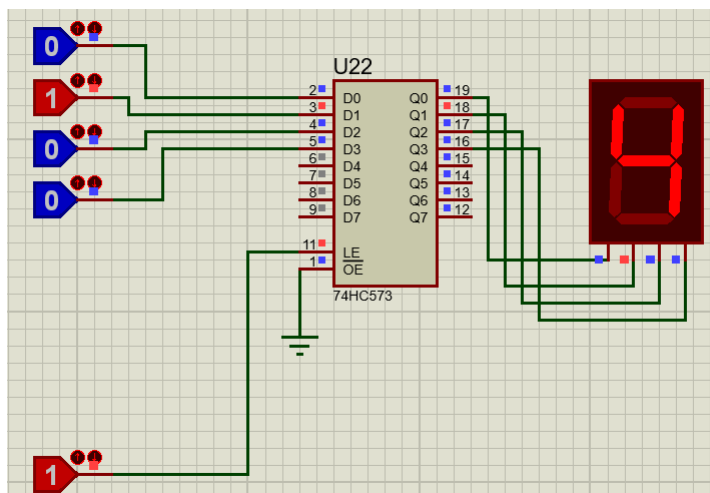 0
1
0
0
U22
2 D0 Q0 19
3 D1 Q1 18
4 D2 Q2 17
5 D3 Q3 16
6 D4 Q4 15
7 D5 Q5 14
8 D6 Q6 13
9 D7 Q7 12
11 LE
1 OE
74HC573
4
1